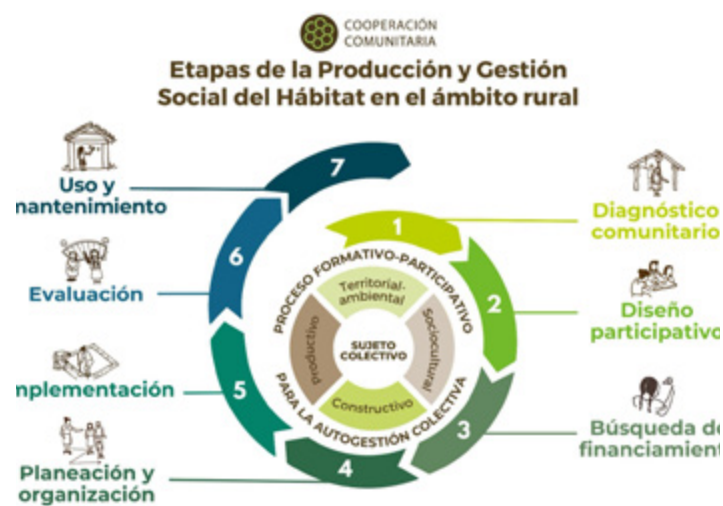 COOPERACIÓN
COMUNITARIA
Etapas de la Producción y Gestión
Social del Hábitat en el ámbito rural
7
Uso y
mantenimiento
1
Diagnóstico
comunitario
6
Evaluación
2
Diseño
participativo
PROCESO FORMATIVO-PARTICIPATIVO
PARA LA AUTOGESTIÓN COLECTIVA
Territorial-
ambiental
Productivo
SUJETO
COLECTIVO
Sociocultural
Constructivo
5
mplementación
3
Búsqueda de
financiamient
4
Planeación y
organización